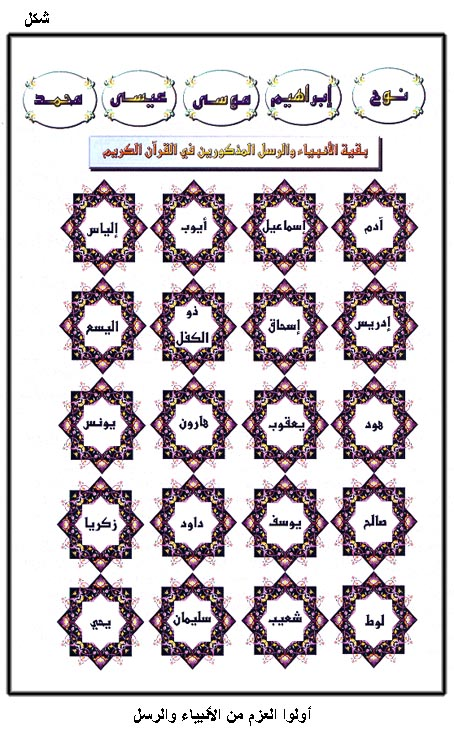 شكل
نوح إبراهيم موسى عيسى محمد
بقية الأنبياء والرسل المذكورين في القرآن الكريم
آدم إسماعيل أيوب إلياس
إدريس إسحاق ذو الكفل اليسع
هود يعقوب هارون يونس
صالح يوسف داود زكريا
لوط شعيب سليمان يحي
أولوا العزم من الأنبياء والرسل